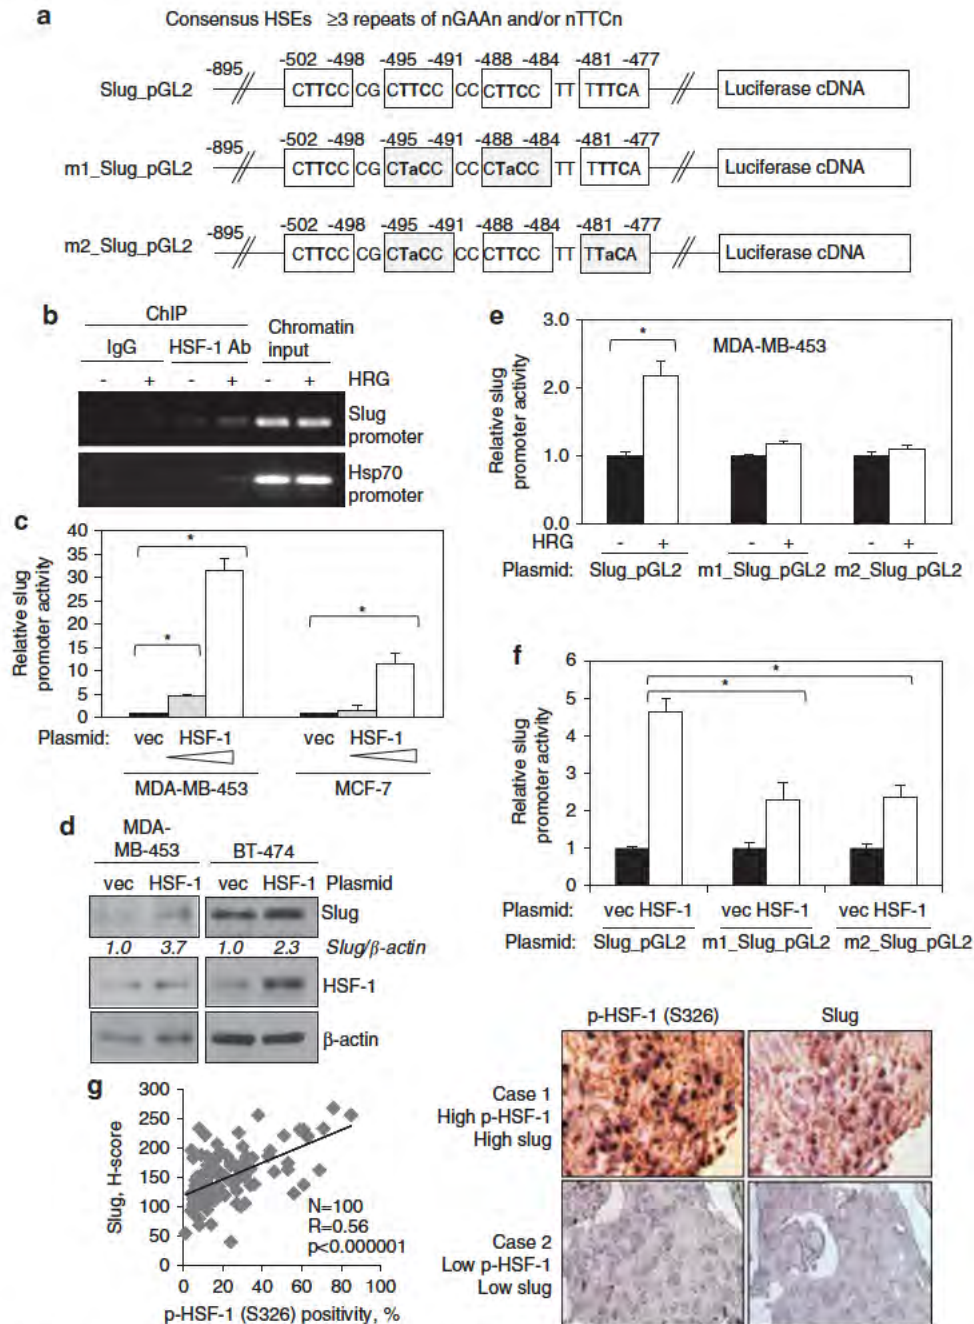 a
Consensus HSEs ≥3 repeats of nGAAn and/or nTTCn
-895 -502 -498 -495 -491 -488 -484 -481 -477
Slug_pGL2 CTTCC CG CTTCC CC CTTCC TT TTTCA Luciferase cDNA
-895 -502 -498 -495 -491 -488 -484 -481 -477
m1_Slug_pGL2 CTTCC CG CTaCC CC CTaCC TT TTTCA Luciferase cDNA
-895 -502 -498 -495 -491 -488 -484 -481 -477
m2_Slug_pGL2 CTTCC CG CTaCC CC CTTCC TT TTaCA Luciferase cDNA
b
ChIP
IgG HSF-1 Ab Chromatin input
- + - + - + HRG
Slug promoter
Hsp70 promoter
c
Relative slug promoter activity
40
35
30
25
20
15
10
5
0
*
*
*
Plasmid: vec HSF-1 vec HSF-1
MDA-MB-453 MCF-7
d
MDA-MB-453 BT-474
vec HSF-1 vec HSF-1 Plasmid
Slug
1.0 3.7 1.0 2.3 Slug/β-actin
HSF-1
β-actin
e
Relative slug promoter activity
3.0
2.0
1.0
0.0
*
MDA-MB-453
HRG - + - + - +
Plasmid: Slug_pGL2 m1_Slug_pGL2 m2_Slug_pGL2
f
Relative slug promoter activity
6
5
4
3
2
1
0
*
*
Plasmid: vec HSF-1 vec HSF-1 vec HSF-1
Plasmid: Slug_pGL2 m1_Slug_pGL2 m2_Slug_pGL2
g
Slug, H-score
300
250
200
150
100
50
0
N=100
R=0.56
p<0.000001
0 20 40 60 80 100
p-HSF-1 (S326) positivity, %
p-HSF-1 (S326) Slug
Case 1
High p-HSF-1
High slug
Case 2
Low p-HSF-1
Low slug